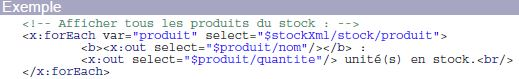 Exemple
<!-- Afficher tous les produits du stock : -->
<x:forEach var="produit" select="$stockXml/stock/produit">
<b><x:out select="$produit/nom"/></b> :
<x:out select="$produit/quantite"/> unité(s) en stock.<br/>
</x:forEach>